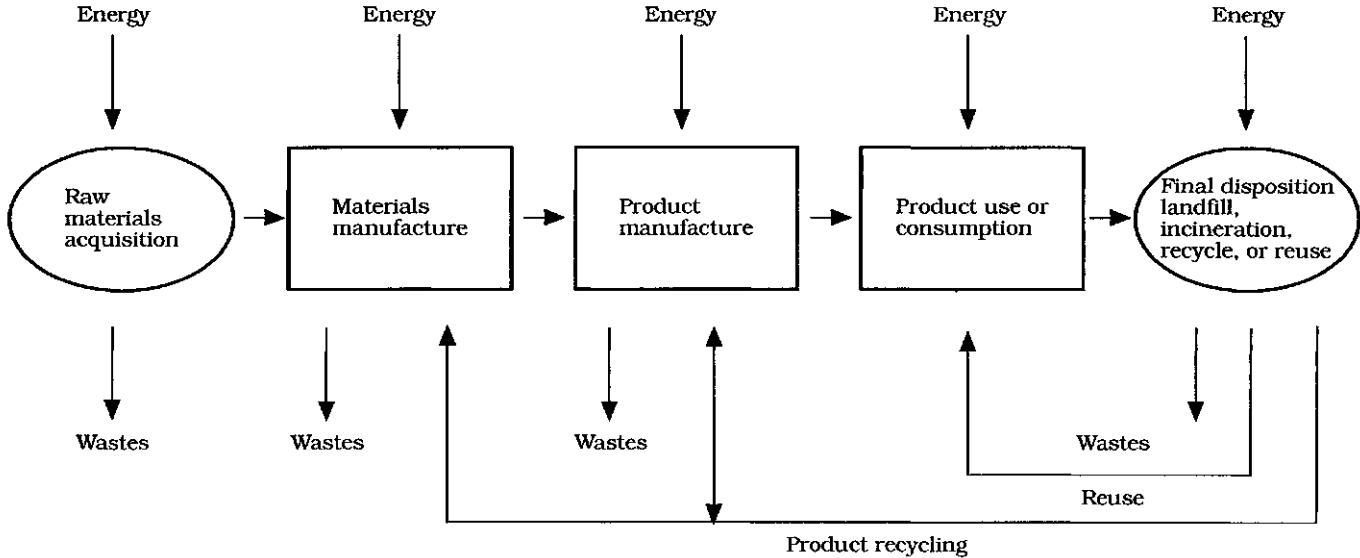 Energy
Energy
Energy
Energy
Energy
Raw
materials
acquisition
Materials
manufacture
Product
manufacture
Product use or
consumption
Final disposition
landfill,
incineration,
recycle, or reuse
Wastes
Wastes
Wastes
Wastes
Reuse
Product recycling